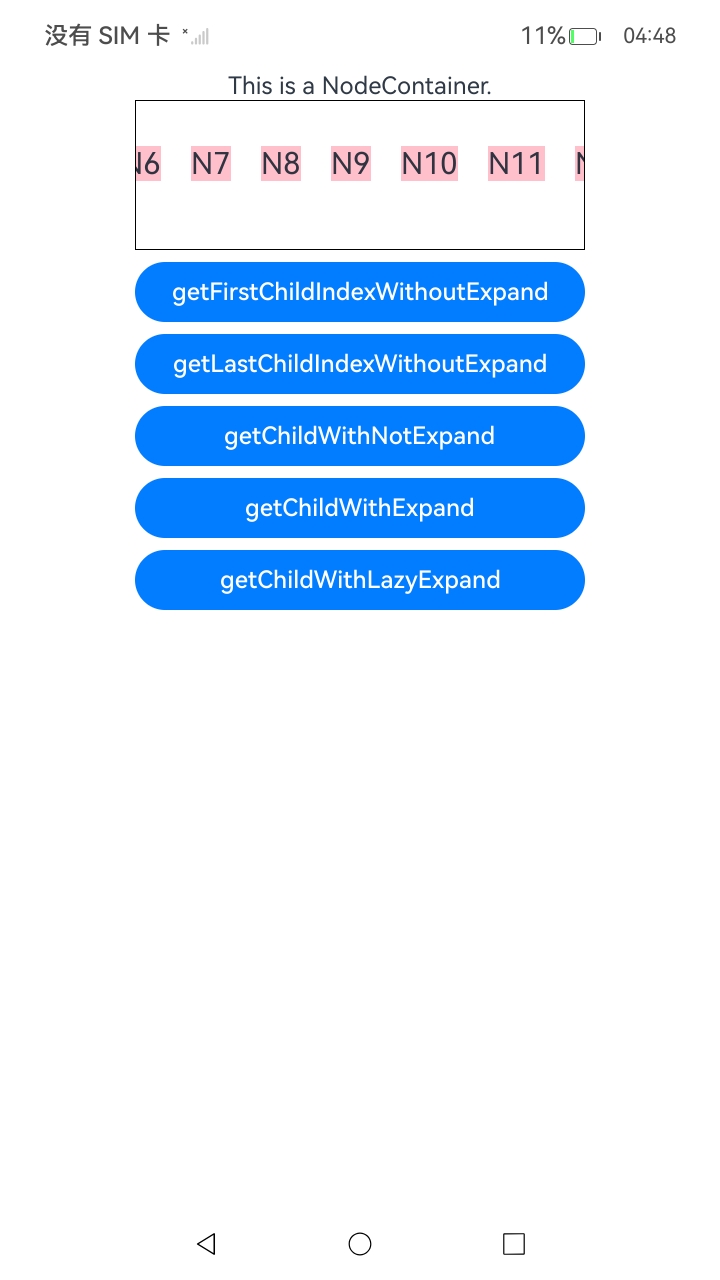 没有 SIM 卡 11% 04:48
This is a NodeContainer.
N6 N7 N8 N9 N10 N11
getFirstChildIndexWithoutExpand
getLastChildIndexWithoutExpand
getChildWithNotExpand
getChildWithExpand
getChildWithLazyExpand